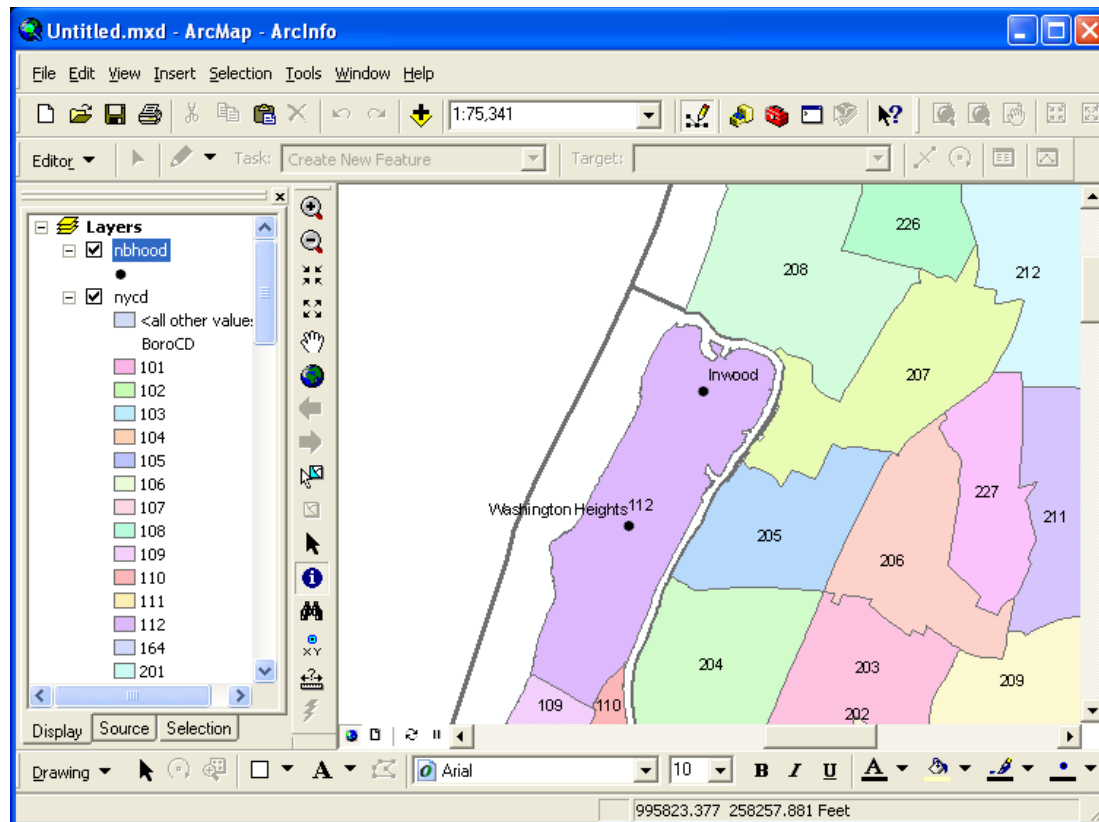 Untitled.mxd - ArcMap - ArcInfo
File Edit View Insert Selection Tools Window Help
1:75,341
Editor Task: Create New Feature Target:
Layers
nbhood
nycd
<all other value:
BoroCD
101
102
103
104
105
106
107
108
109
110
111
112
164
201
Display Source Selection
XY
226
208
212
Inwood
207
Washington Heights 112
227
211
205
206
204
203
209
109
110
202
Drawing A Arial 10 B I U A
995823.377 258257.881 Feet